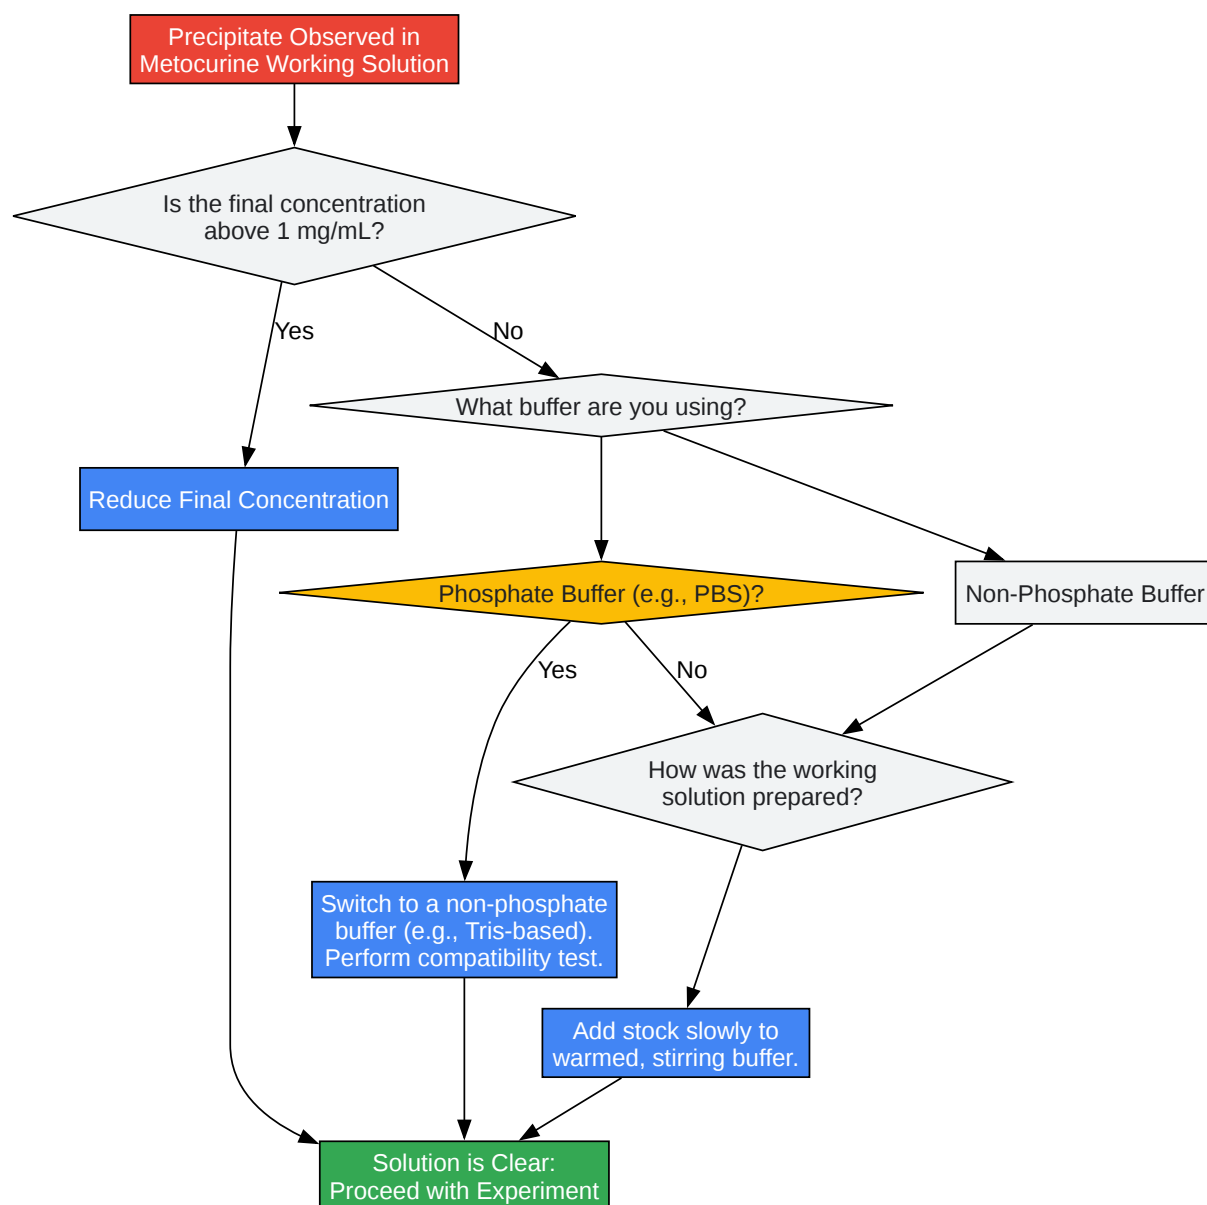 Precipitate Observed in
Metocurine Working Solution
Is the final concentration
above 1 mg/mL?
Yes
No
What buffer are you using?
Reduce Final Concentration
Phosphate Buffer (e.g., PBS)?
Non-Phosphate Buffer
Yes
No
How was the working
solution prepared?
Switch to a non-phosphate
buffer (e.g., Tris-based).
Perform compatibility test.
Add stock slowly to
warmed, stirring buffer.
Solution is Clear:
Proceed with Experiment